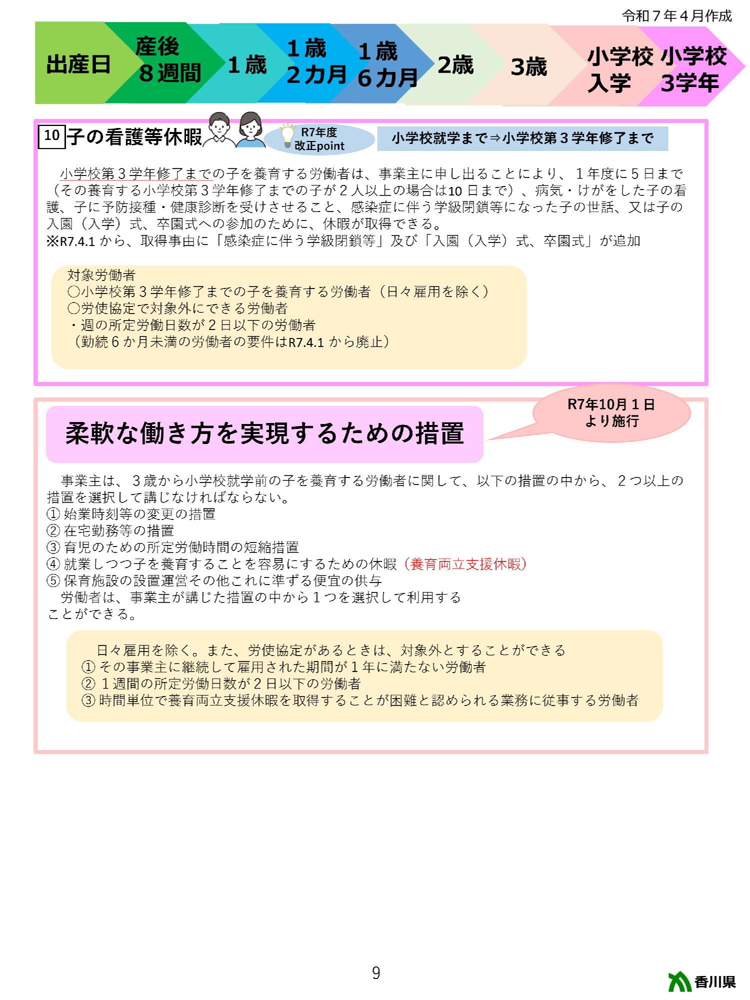 令和７年４月作成
出産日
産後
８週間
１歳
１歳
２カ月
１歳
６カ月
2歳
3歳
小学校
入学
小学校
3学年
10 子の看護等休暇
R7年度
改正point
小学校就学まで⇒小学校第３学年修了まで
小学校第３学年修了までの子を養育する労働者は、事業主に申し出ることにより、１年度に５日まで
（その養育する小学校第３学年修了までの子が２人以上の場合は10 日まで）、病気・けがをした子の看
護、子に予防接種・健康診断を受けさせること、感染症に伴う学級閉鎖等になった子の世話、又は子の
入園（入学）式、卒園式への参加のために、休暇が取得できる。
※R7.4.1 から、取得事由に「感染症に伴う学級閉鎖等」及び「入園（入学）式、卒園式」が追加
対象労働者
○小学校第３学年修了までの子を養育する労働者（日々雇用を除く）
○労使協定で対象外にできる労働者
・週の所定労働日数が２日以下の労働者
（勤続６か月未満の労働者の要件はR7.4.1 から廃止）
R7年10月１日
より施行
柔軟な働き方を実現するための措置
事業主は、３歳から小学校就学前の子を養育する労働者に関して、以下の措置の中から、２つ以上の
措置を選択して講じなければならない。
① 始業時刻等の変更の措置
② 在宅勤務等の措置
③ 育児のための所定労働時間の短縮措置
④ 就業しつつ子を養育することを容易にするための休暇（養育両立支援休暇）
⑤ 保育施設の設置運営その他これに準ずる便宜の供与
労働者は、事業主が講じた措置の中から１つを選択して利用する
ことができる。
日々雇用を除く。また、労使協定があるときは、対象外とすることができる
① その事業主に継続して雇用された期間が１年に満たない労働者
② １週間の所定労働日数が２日以下の労働者
③ 時間単位で養育両立支援休暇を取得することが困難と認められる業務に従事する労働者
9
香川県